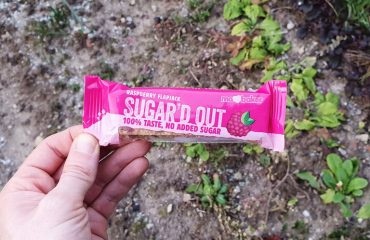 RASPBERRY FLAPJACK
SUGAR'D OUT
100% TASTE, NO ADDED SUGAR